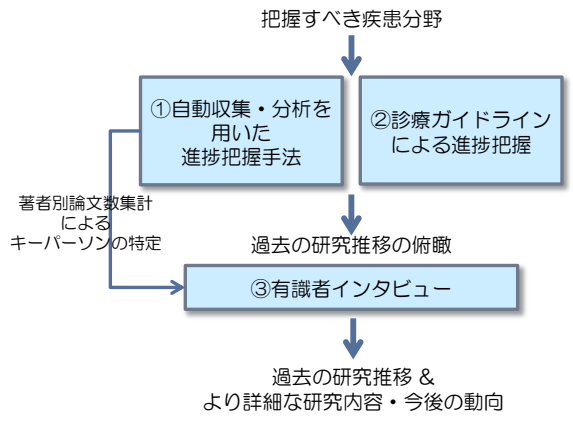 把握すべき疾患分野
①自動収集・分析を
用いた
進捗把握手法
②診療ガイドライン
による進捗把握
著者別論文数集計
による
キーパーソンの特定
過去の研究推移の俯瞰
③有識者インタビュー
過去の研究推移 &
より詳細な研究内容・今後の動向